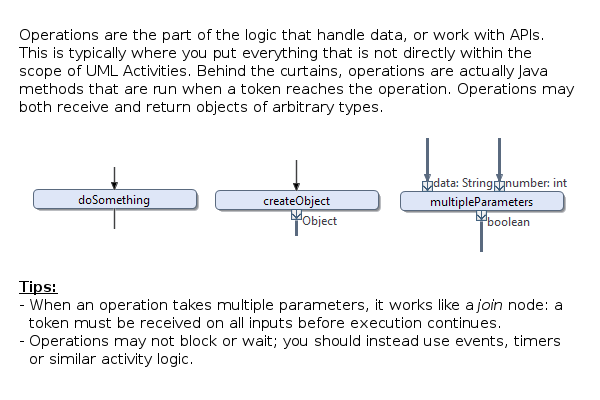 Operations are the part of the logic that handle data, or work with APIs.
This is typically where you put everything that is not directly within the
scope of UML Activities. Behind the curtains, operations are actually Java
methods that are run when a token reaches the operation. Operations may
both receive and return objects of arbitrary types.
data: String number: int
doSomething createObject multipleParameters
Object boolean
Tips:
- When an operation takes multiple parameters, it works like a join node: a
token must be received on all inputs before execution continues.
- Operations may not block or wait; you should instead use events, timers
or similar activity logic.